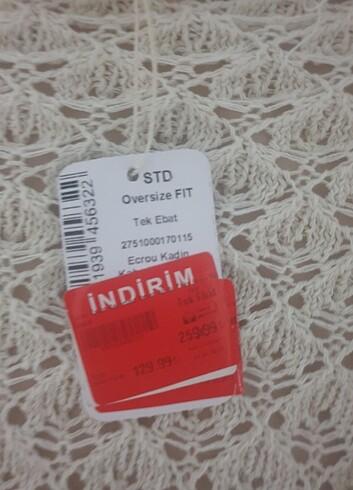 STD
Oversize FIT
Tek Ebat
2751000170115
Ecrou Kadın
1939 456322
İNDİRİM
Tek Ebat
259.99
129.99